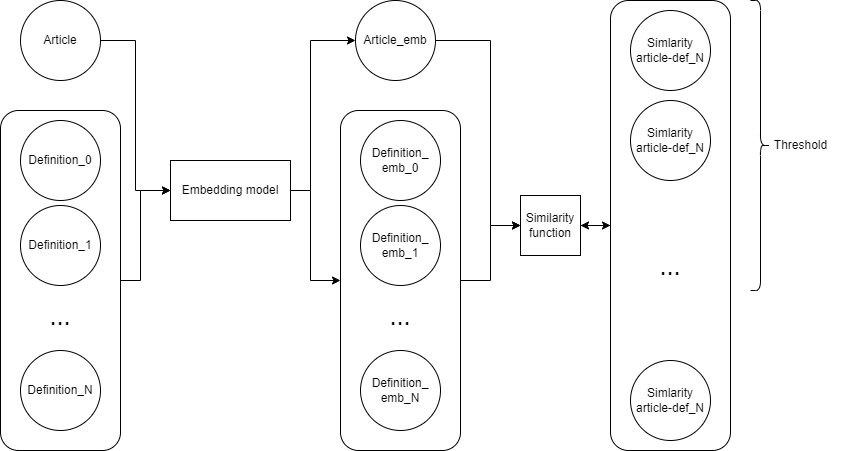 Article
Definition_0
Definition_1
...
Definition_N
Embedding model
Article_emb
Definition_
emb_0
Definition_
emb_1
...
Definition_
emb_N
Similarity
function
Simlarity
article-def_N
Simlarity
article-def_N
...
Simlarity
article-def_N
Threshold